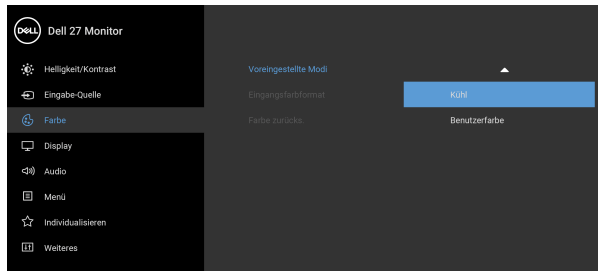 DELL
Dell 27 Monitor
Helligkeit/Kontrast
Eingabe-Quelle
Farbe
Display
Audio
Menü
Individualisieren
Weiteres
Voreingestellte Modi
Eingangsfarbformat
Kühl
Farbe zurücks.
Benutzerfarbe